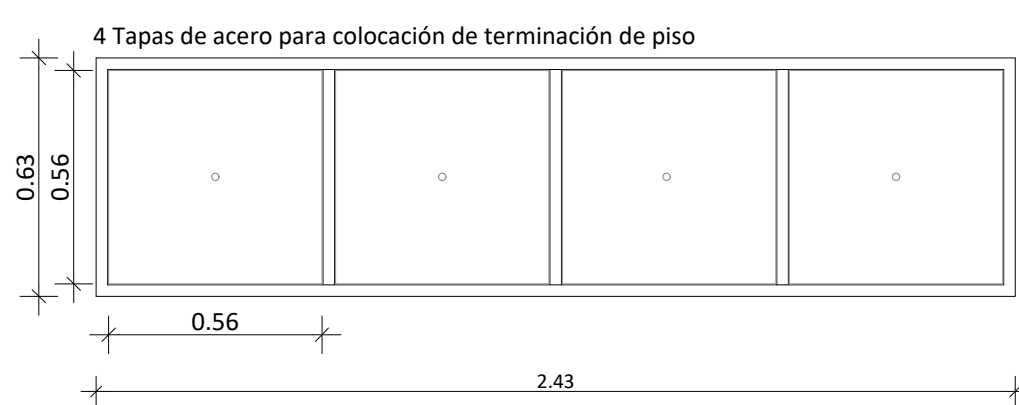 4 Tapas de acero para colocación de terminación de piso
0.63
0.56
0.56
2.43